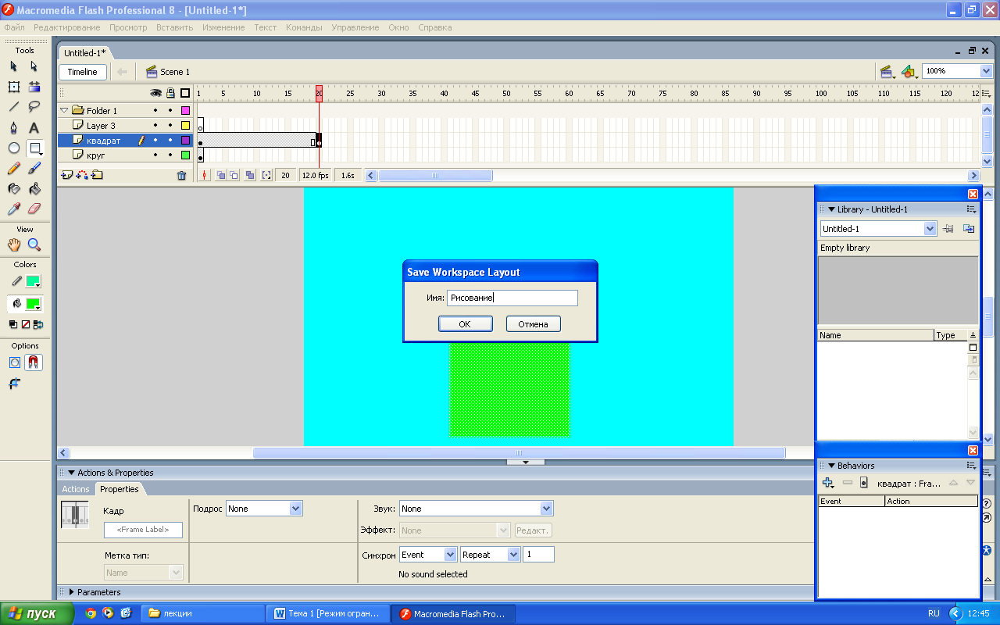 Macromedia Flash Professional 8 - [Untitled-1*]
Файл Редактирование Просмотр Вставить Изменение Текст Команды Управление Окно Справка
Tools
Untitled-1*
Timeline
Scene 1
100%
1 5 10 15 20 25 30 35 40 45 50 55 60 65 70 75 80 85 90 95 100 105 110 115 120 12
Folder 1
Layer 3
квадрат
круг
20 12.0 fps 1.6s
View
Colors
Options
Library - Untitled-1
Untitled-1
Empty library
Name Type
Save Workspace Layout
Имя: Рисование
OK Отмена
Behaviors
квадрат : Fra...
Event Action
Actions & Properties
Actions Properties
Кадр
<Frame Label>
Метка тип:
Name
Подрос None
Звук: None
Эффект: None Редакт.
Синхрон Event Repeat 1
No sound selected
Parameters
пуск
лекции
Тема 1 [Режим огран...
Macromedia Flash Pro...
RU
12:45